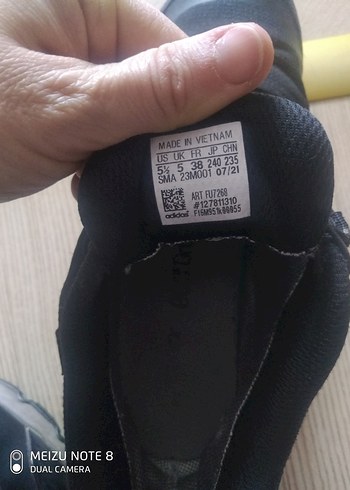 MADE IN VIETNAM
US UK FR JP CHN
5½ 5 38 240 235
SMA 23M001 07/21
ART FU7268
#127811310
adidas F16M951k00055
MEIZU NOTE 8
DUAL CAMERA